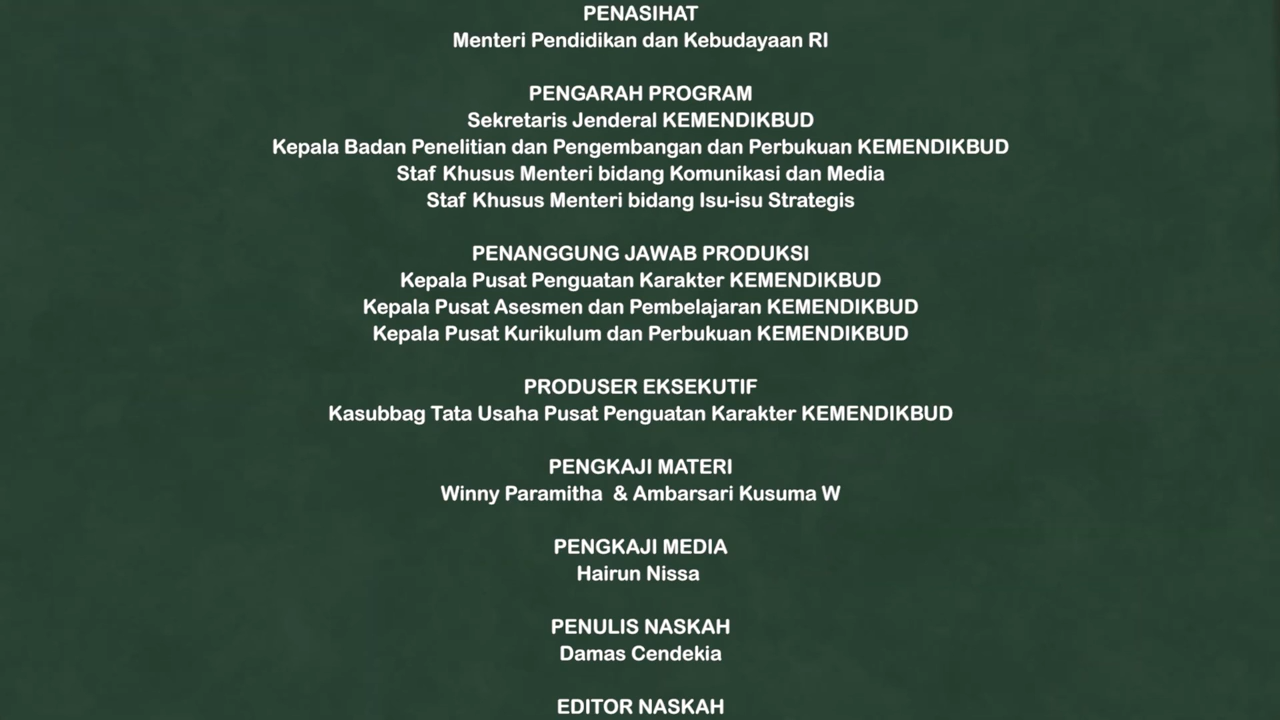 PENASIHAT
Menteri Pendidikan dan Kebudayaan RI
PENGARAH PROGRAM
Sekretaris Jenderal KEMENDIKBUD
Kepala Badan Penelitian dan Pengembangan dan Perbukuan KEMENDIKBUD
Staf Khusus Menteri bidang Komunikasi dan Media
Staf Khusus Menteri bidang Isu-isu Strategis
PENANGGUNG JAWAB PRODUKSI
Kepala Pusat Penguatan Karakter KEMENDIKBUD
Kepala Pusat Asesmen dan Pembelajaran KEMENDIKBUD
Kepala Pusat Kurikulum dan Perbukuan KEMENDIKBUD
PRODUSER EKSEKUTIF
Kasubbag Tata Usaha Pusat Penguatan Karakter KEMENDIKBUD
PENGKAJI MATERI
Winny Paramitha  & Ambarsari Kusuma W
PENGKAJI MEDIA
Hairun Nissa
PENULIS NASKAH
Damas Cendekia
EDITOR NASKAH